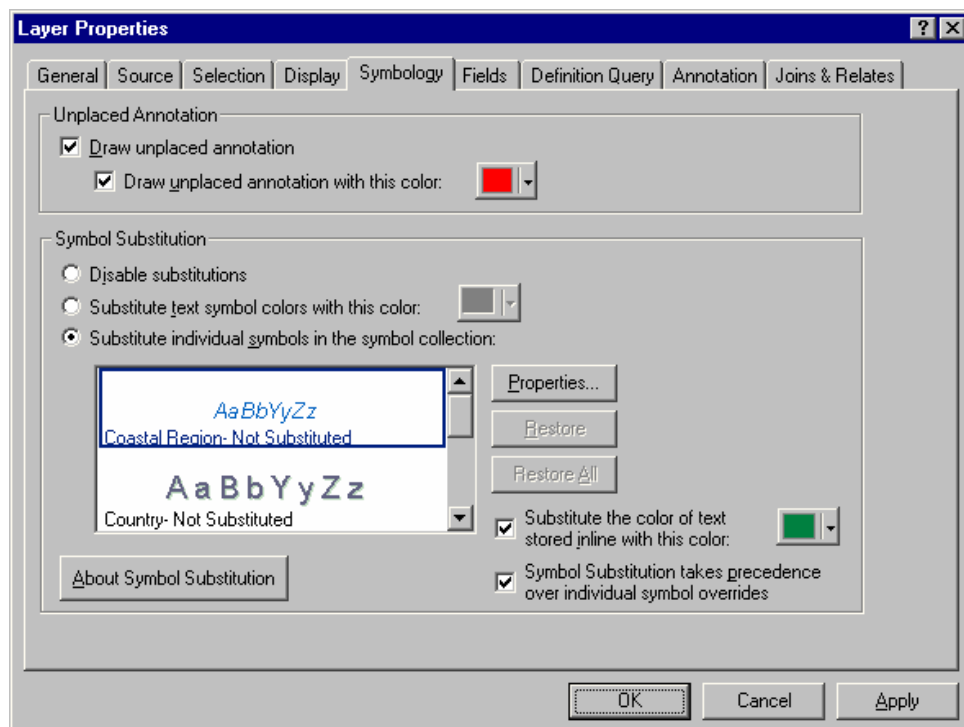 Layer Properties
General Source Selection Display Symbology Fields Definition Query Annotation Joins & Relates
Unplaced Annotation
Draw unplaced annotation
Draw unplaced annotation with this color:
Symbol Substitution
Disable substitutions
Substitute text symbol colors with this color:
Substitute individual symbols in the symbol collection:
AaBbYyZz
Coastal Region- Not Substituted
AaBbYyZz
Country- Not Substituted
Properties...
Restore
Restore All
Substitute the color of text
stored inline with this color:
Symbol Substitution takes precedence
over individual symbol overrides
About Symbol Substitution
OK Cancel Apply